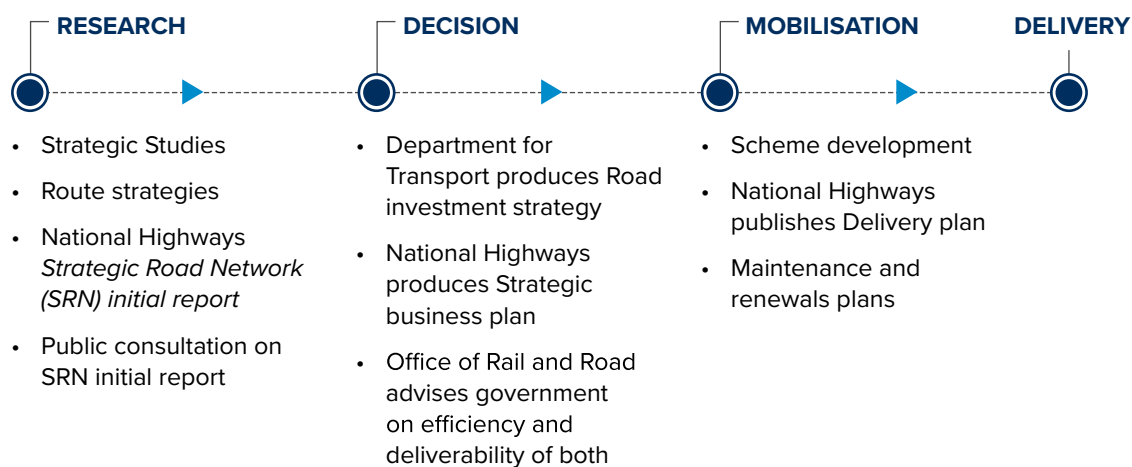 RESEARCH
• Strategic Studies
• Route strategies
• National Highways
Strategic Road Network
(SRN) initial report
• Public consultation on
SRN initial report
DECISION
• Department for
Transport produces Road
investment strategy
• National Highways
produces Strategic
business plan
• Office of Rail and Road
advises government
on efficiency and
deliverability of both
MOBILISATION
• Scheme development
• National Highways
publishes Delivery plan
• Maintenance and
renewals plans
DELIVERY